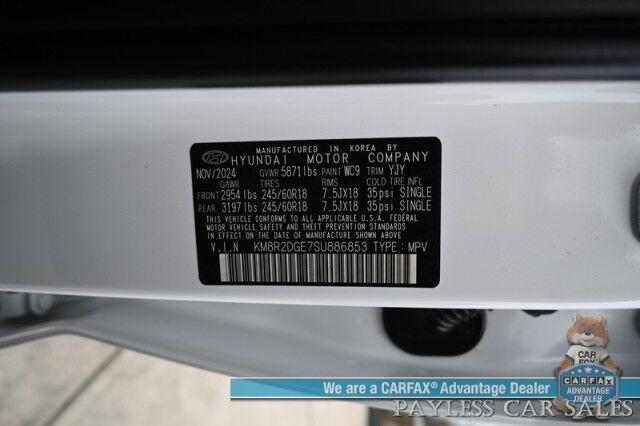 MANUFACTURED IN KOREA BY
HYUNDAI MOTOR COMPANY
NOV/2024 GVWR 5871lbs PAINT WC9 TRIM YJY
GAWR TIRES RIMS COLD TIRE INFL
FRONT 2954lbs 245/60R18 7.5JX18 35psi SINGLE
REAR 3197lbs 245/60R18 7.5JX18 35psi SINGLE
THIS VEHICLE CONFORMS TO ALL APPLICABLE U.S.A. FEDERAL
MOTOR VEHICLE SAFETY AND THEFT PREVENTION STANDARDS IN
EFFECT ON THE DATE OF MANUFACTURE SHOWN ABOVE.
V.I.N KM8R2DGE7SU886853 TYPE: MPV
CAR
FOX
We are a CARFAX® Advantage Dealer
CARFAX
ADVANTAGE
DEALER
PAYLESS CAR SALES